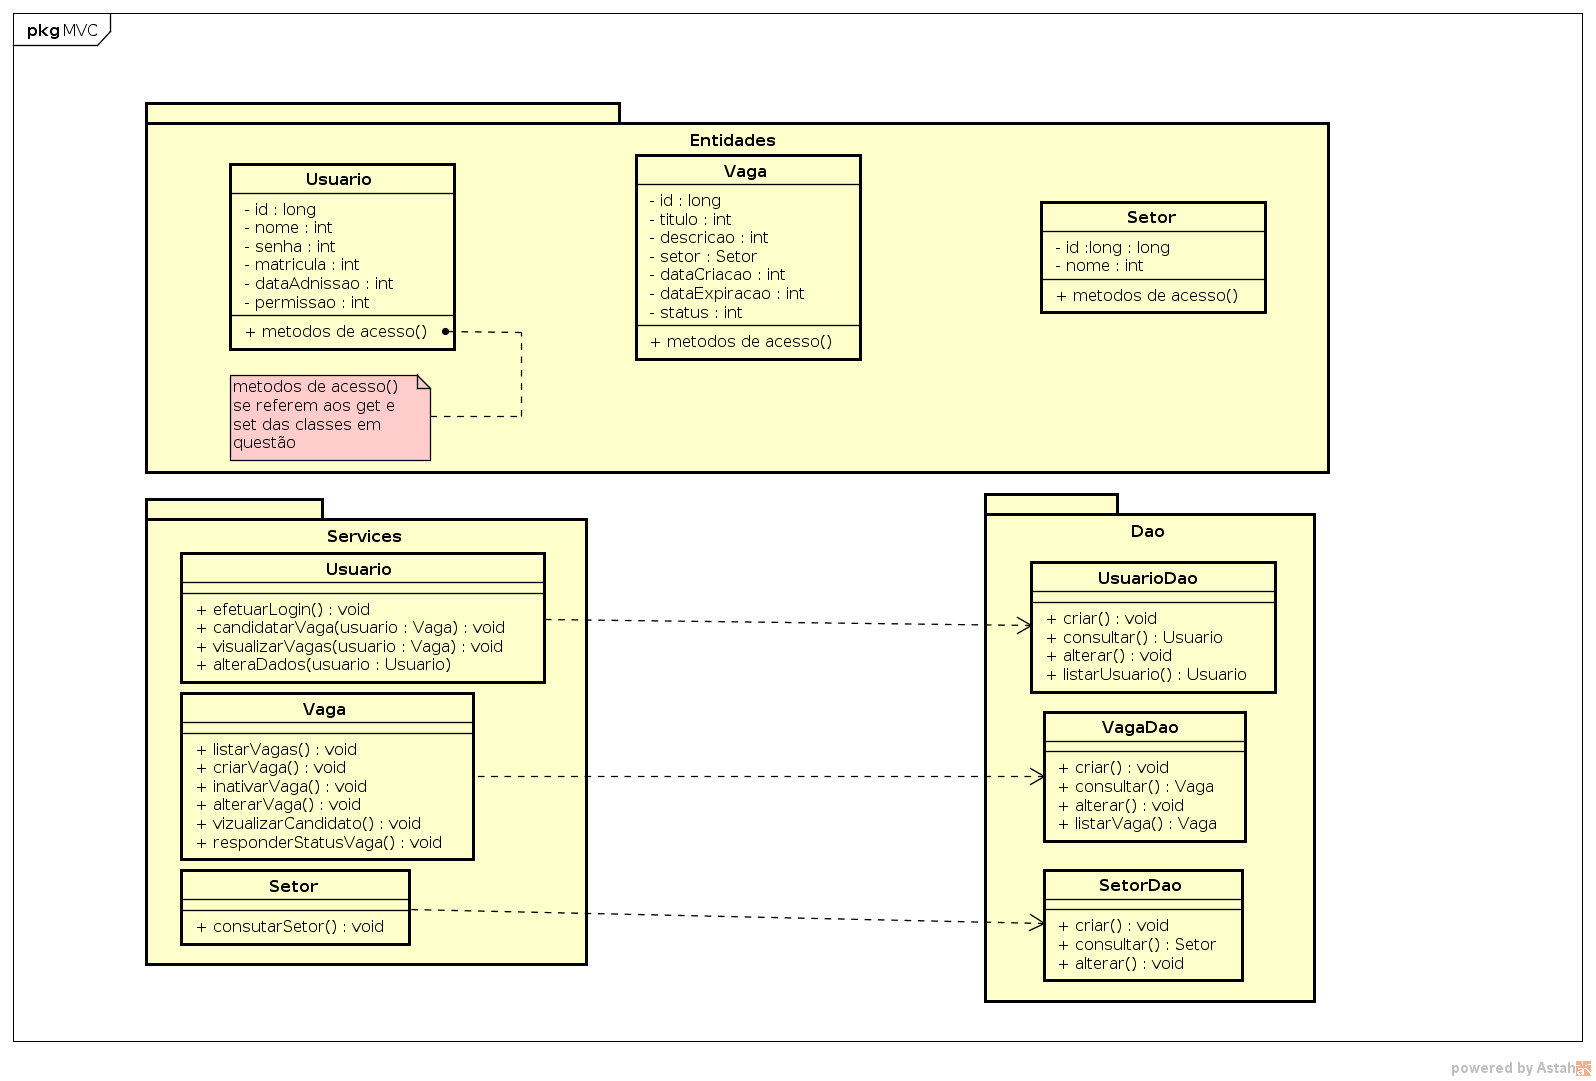 pkg MVC
Entidades
Usuario
- id : long
- nome : int
- senha : int
- matricula : int
- dataAdnissao : int
- permissao : int
+ metodos de acesso()
metodos de acesso()
se referem aos get e
set das classes em
questão
Vaga
- id : long
- titulo : int
- descricao : int
- setor : Setor
- dataCriacao : int
- dataExpiracao : int
- status : int
+ metodos de acesso()
Setor
- id :long : long
- nome : int
+ metodos de acesso()
Services
Usuario
+ efetuarLogin() : void
+ candidatarVaga(usuario : Vaga) : void
+ visualizarVagas(usuario : Vaga) : void
+ alteraDados(usuario : Usuario)
Vaga
+ listarVagas() : void
+ criarVaga() : void
+ inativarVaga() : void
+ alterarVaga() : void
+ vizualizarCandidato() : void
+ responderStatusVaga() : void
Setor
+ consutarSetor() : void
Dao
UsuarioDao
+ criar() : void
+ consultar() : Usuario
+ alterar() : void
+ listarUsuario() : Usuario
VagaDao
+ criar() : void
+ consultar() : Vaga
+ alterar() : void
+ listarVaga() : Vaga
SetorDao
+ criar() : void
+ consultar() : Setor
+ alterar() : void
powered by Astah